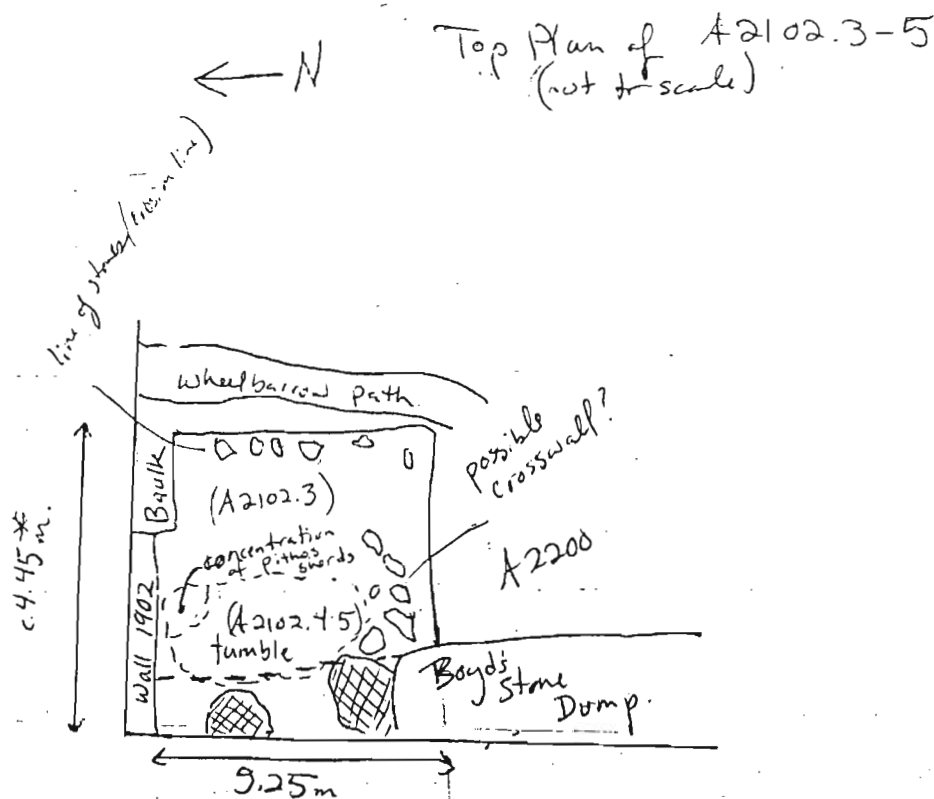 Top Plan of A2102.3-5
(not to scale)
N
line of stones/erosion line)
wheelbarrow path
possible
crosswall?
Baulk
(A2102.3)
c.4.45*
m.
concentration
of pithos
sherds
A2200
Wall 1902
(A2102.4.5)
tumble
Boyd's
Stone
Dump.
9.25m